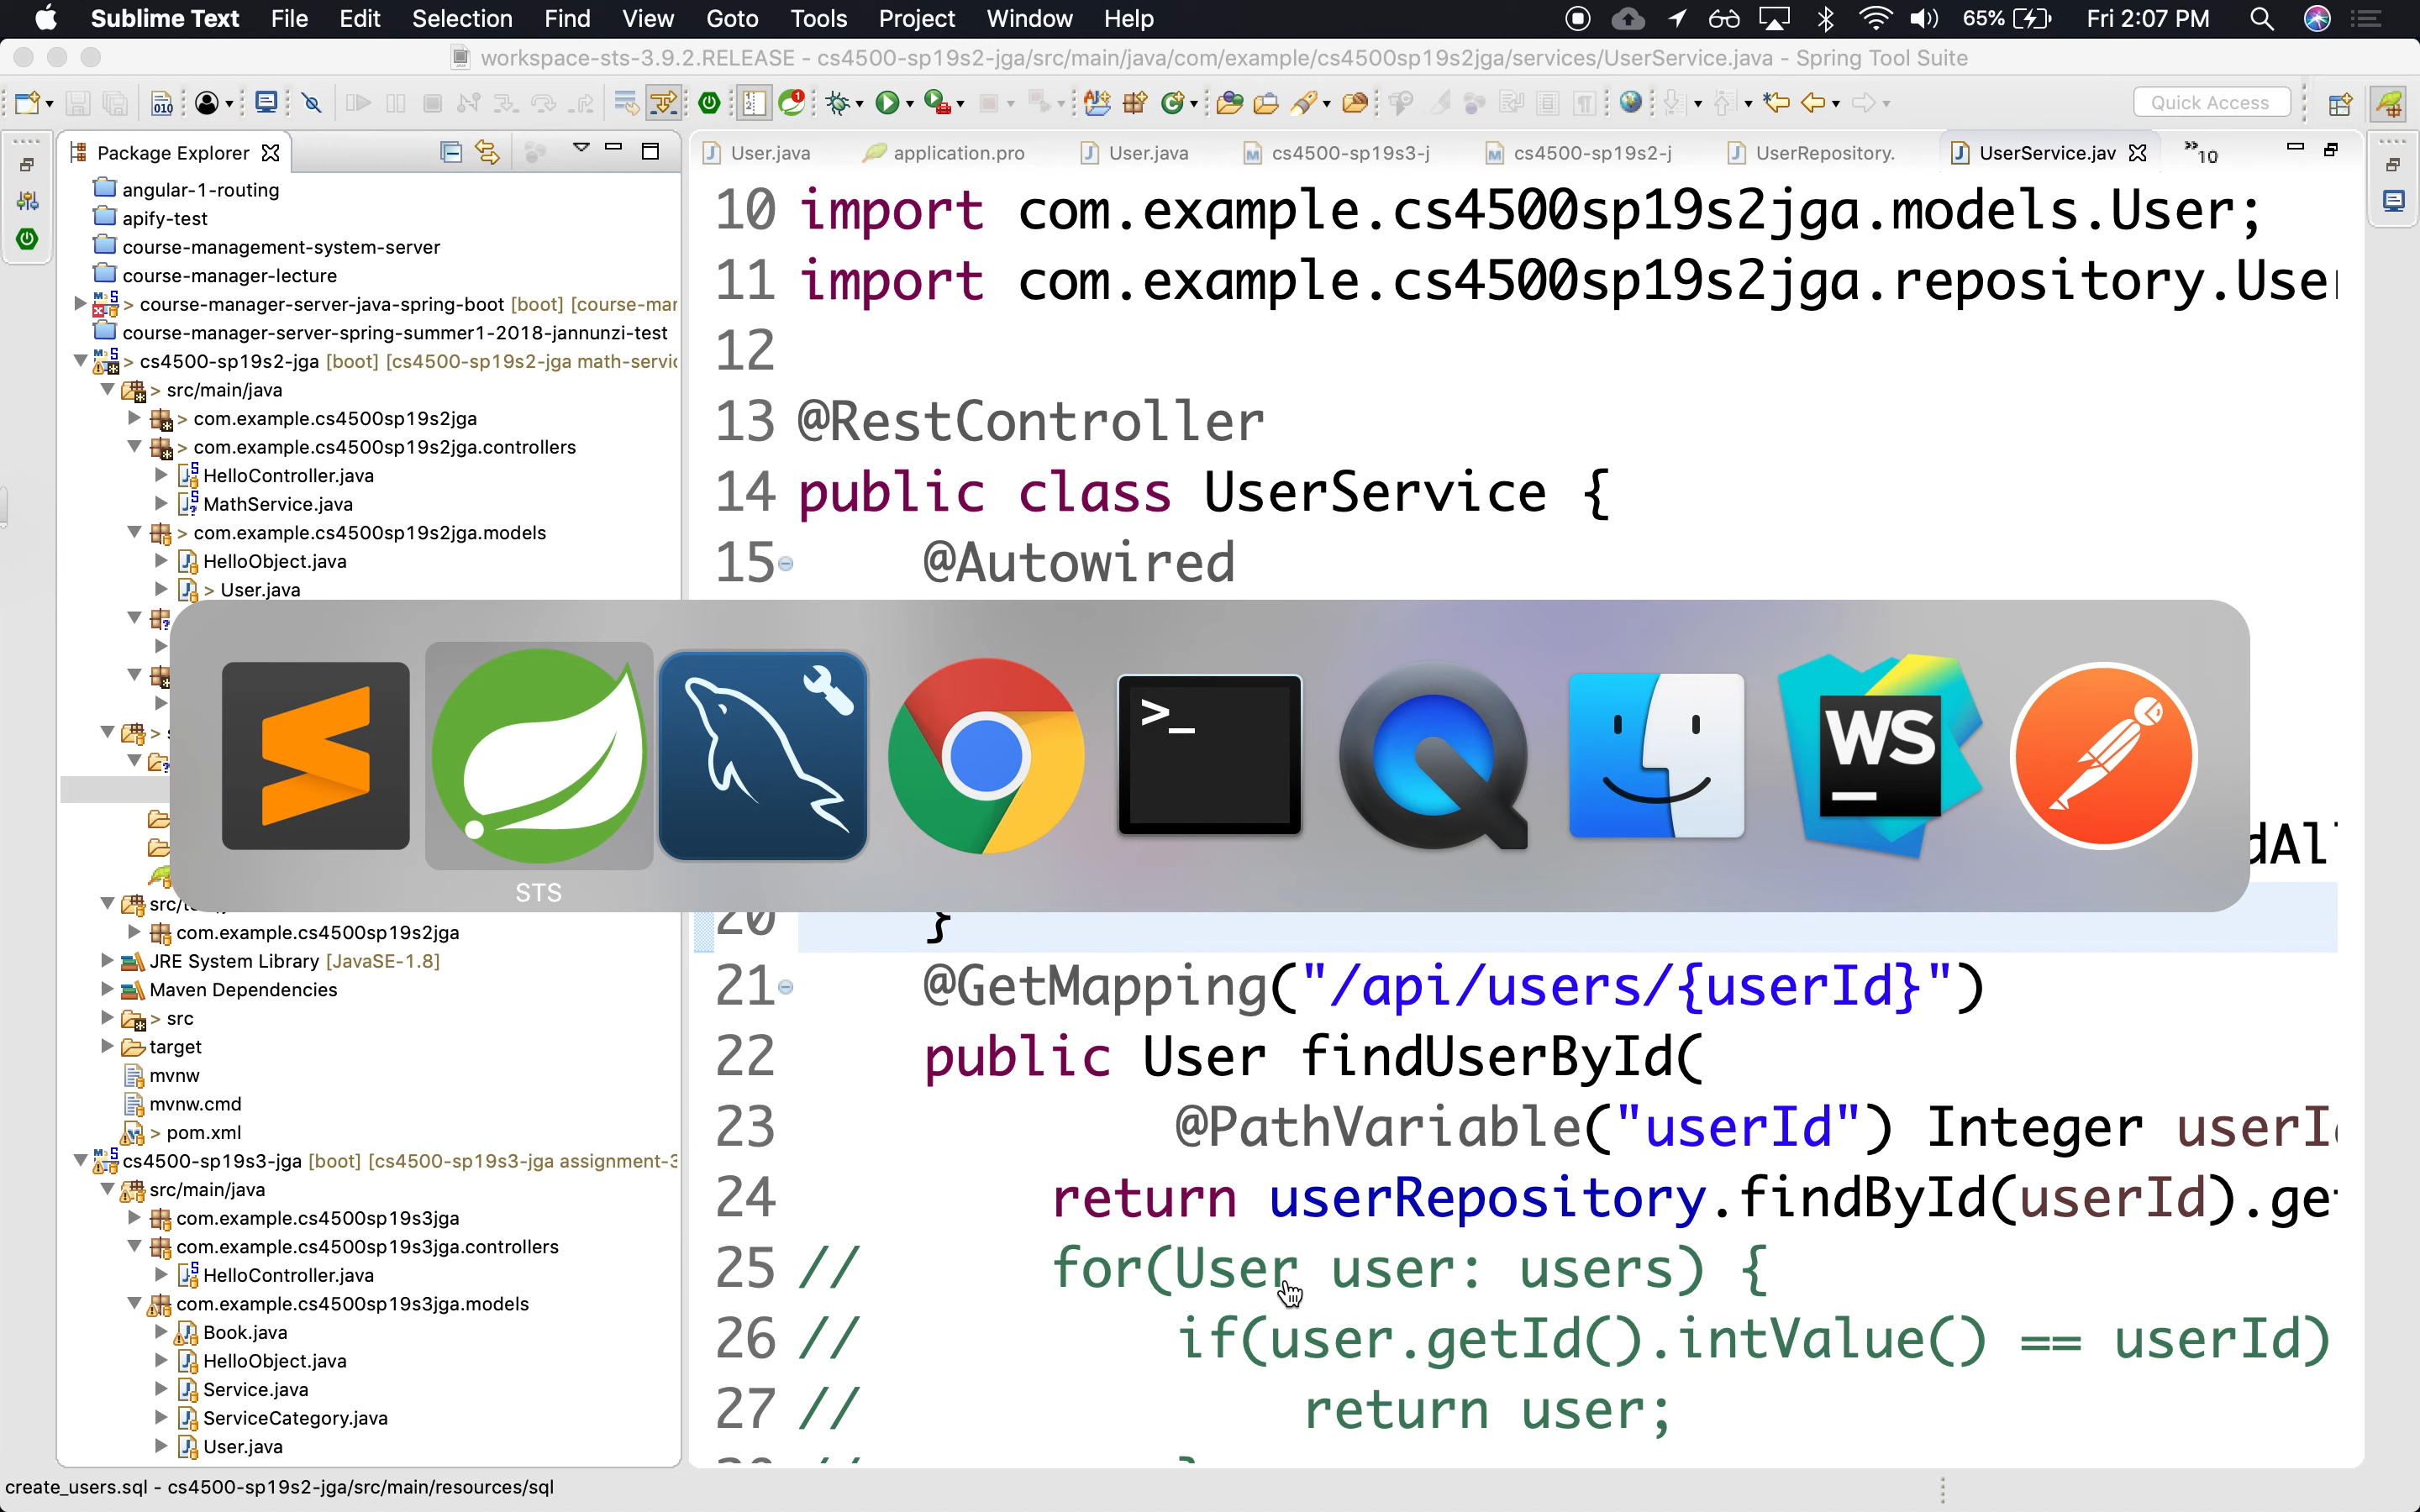 Sublime Text File Edit Selection Find View Goto Tools Project Window Help 65% Fri 2:07 PM
workspace-sts-3.9.2.RELEASE - cs4500-sp19s2-jga/src/main/java/com/example/cs4500sp19s2jga/services/UserService.java - Spring Tool Suite
Quick Access
Package Explorer
User.java application.pro User.java cs4500-sp19s3-j cs4500-sp19s2-j UserRepository. UserService.jav »10
angular-1-routing
apify-test
course-management-system-server
course-manager-lecture
> course-manager-server-java-spring-boot [boot] [course-mar
course-manager-server-spring-summer1-2018-jannunzi-test
> cs4500-sp19s2-jga [boot] [cs4500-sp19s2-jga math-servic
> src/main/java
> com.example.cs4500sp19s2jga
> com.example.cs4500sp19s2jga.controllers
HelloController.java
MathService.java
> com.example.cs4500sp19s2jga.models
HelloObject.java
> User.java
com.example.cs4500sp19s2jga
JRE System Library [JavaSE-1.8]
Maven Dependencies
> src
target
mvnw
mvnw.cmd
> pom.xml
cs4500-sp19s3-jga [boot] [cs4500-sp19s3-jga assignment-3
src/main/java
com.example.cs4500sp19s3jga
com.example.cs4500sp19s3jga.controllers
HelloController.java
com.example.cs4500sp19s3jga.models
Book.java
HelloObject.java
Service.java
ServiceCategory.java
User.java
10 import com.example.cs4500sp19s2jga.models.User;
11 import com.example.cs4500sp19s2jga.repository.User
12
13 @RestController
14 public class UserService {
15 @Autowired
dAll
20 }
21 @GetMapping("/api/users/{userId}")
22 public User findUserById(
23 @PathVariable("userId") Integer userId
24 return userRepository.findById(userId).get
25 // for(User user: users) {
26 // if(user.getId().intValue() == userId)
27 // return user;
>_
WS
STS
create_users.sql - cs4500-sp19s2-jga/src/main/resources/sql